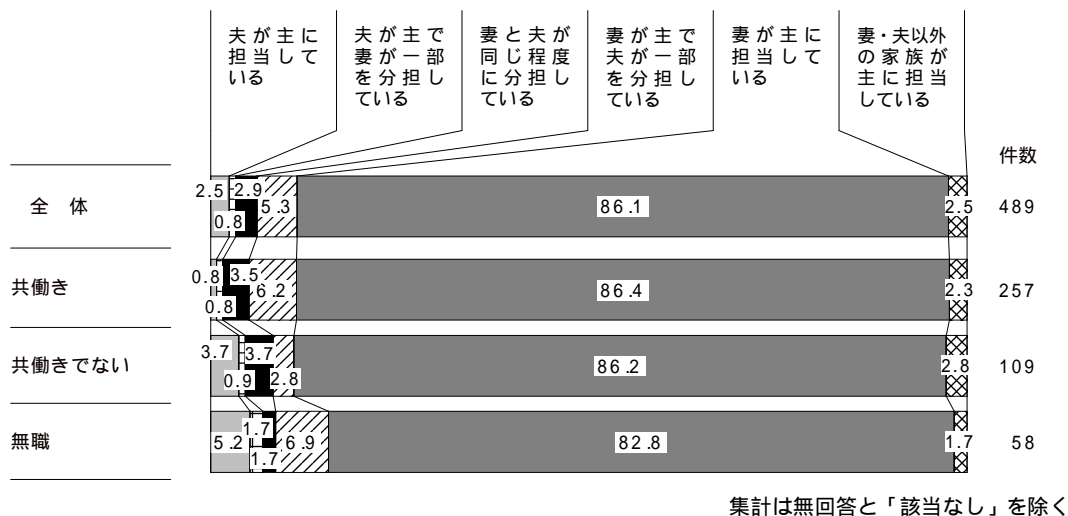 夫が主に
担当して
いる
夫が主で
妻が一部
を分担し
ている
妻と夫が
同じ程度
に分担し
ている
妻が主で
夫が一部
を分担し
ている
妻が主に
担当して
いる
妻・夫以外
の家族が
主に担当
している
件数
全 体 2.5 0.8 2.9 5.3 86.1 2.5 489
共働き 0.8 0.8 3.5 6.2 86.4 2.3 257
共働きでない 3.7 0.9 3.7 2.8 86.2 2.8 109
無職 5.2 1.7 1.7 6.9 82.8 1.7 58
集計は無回答と「該当なし」を除く